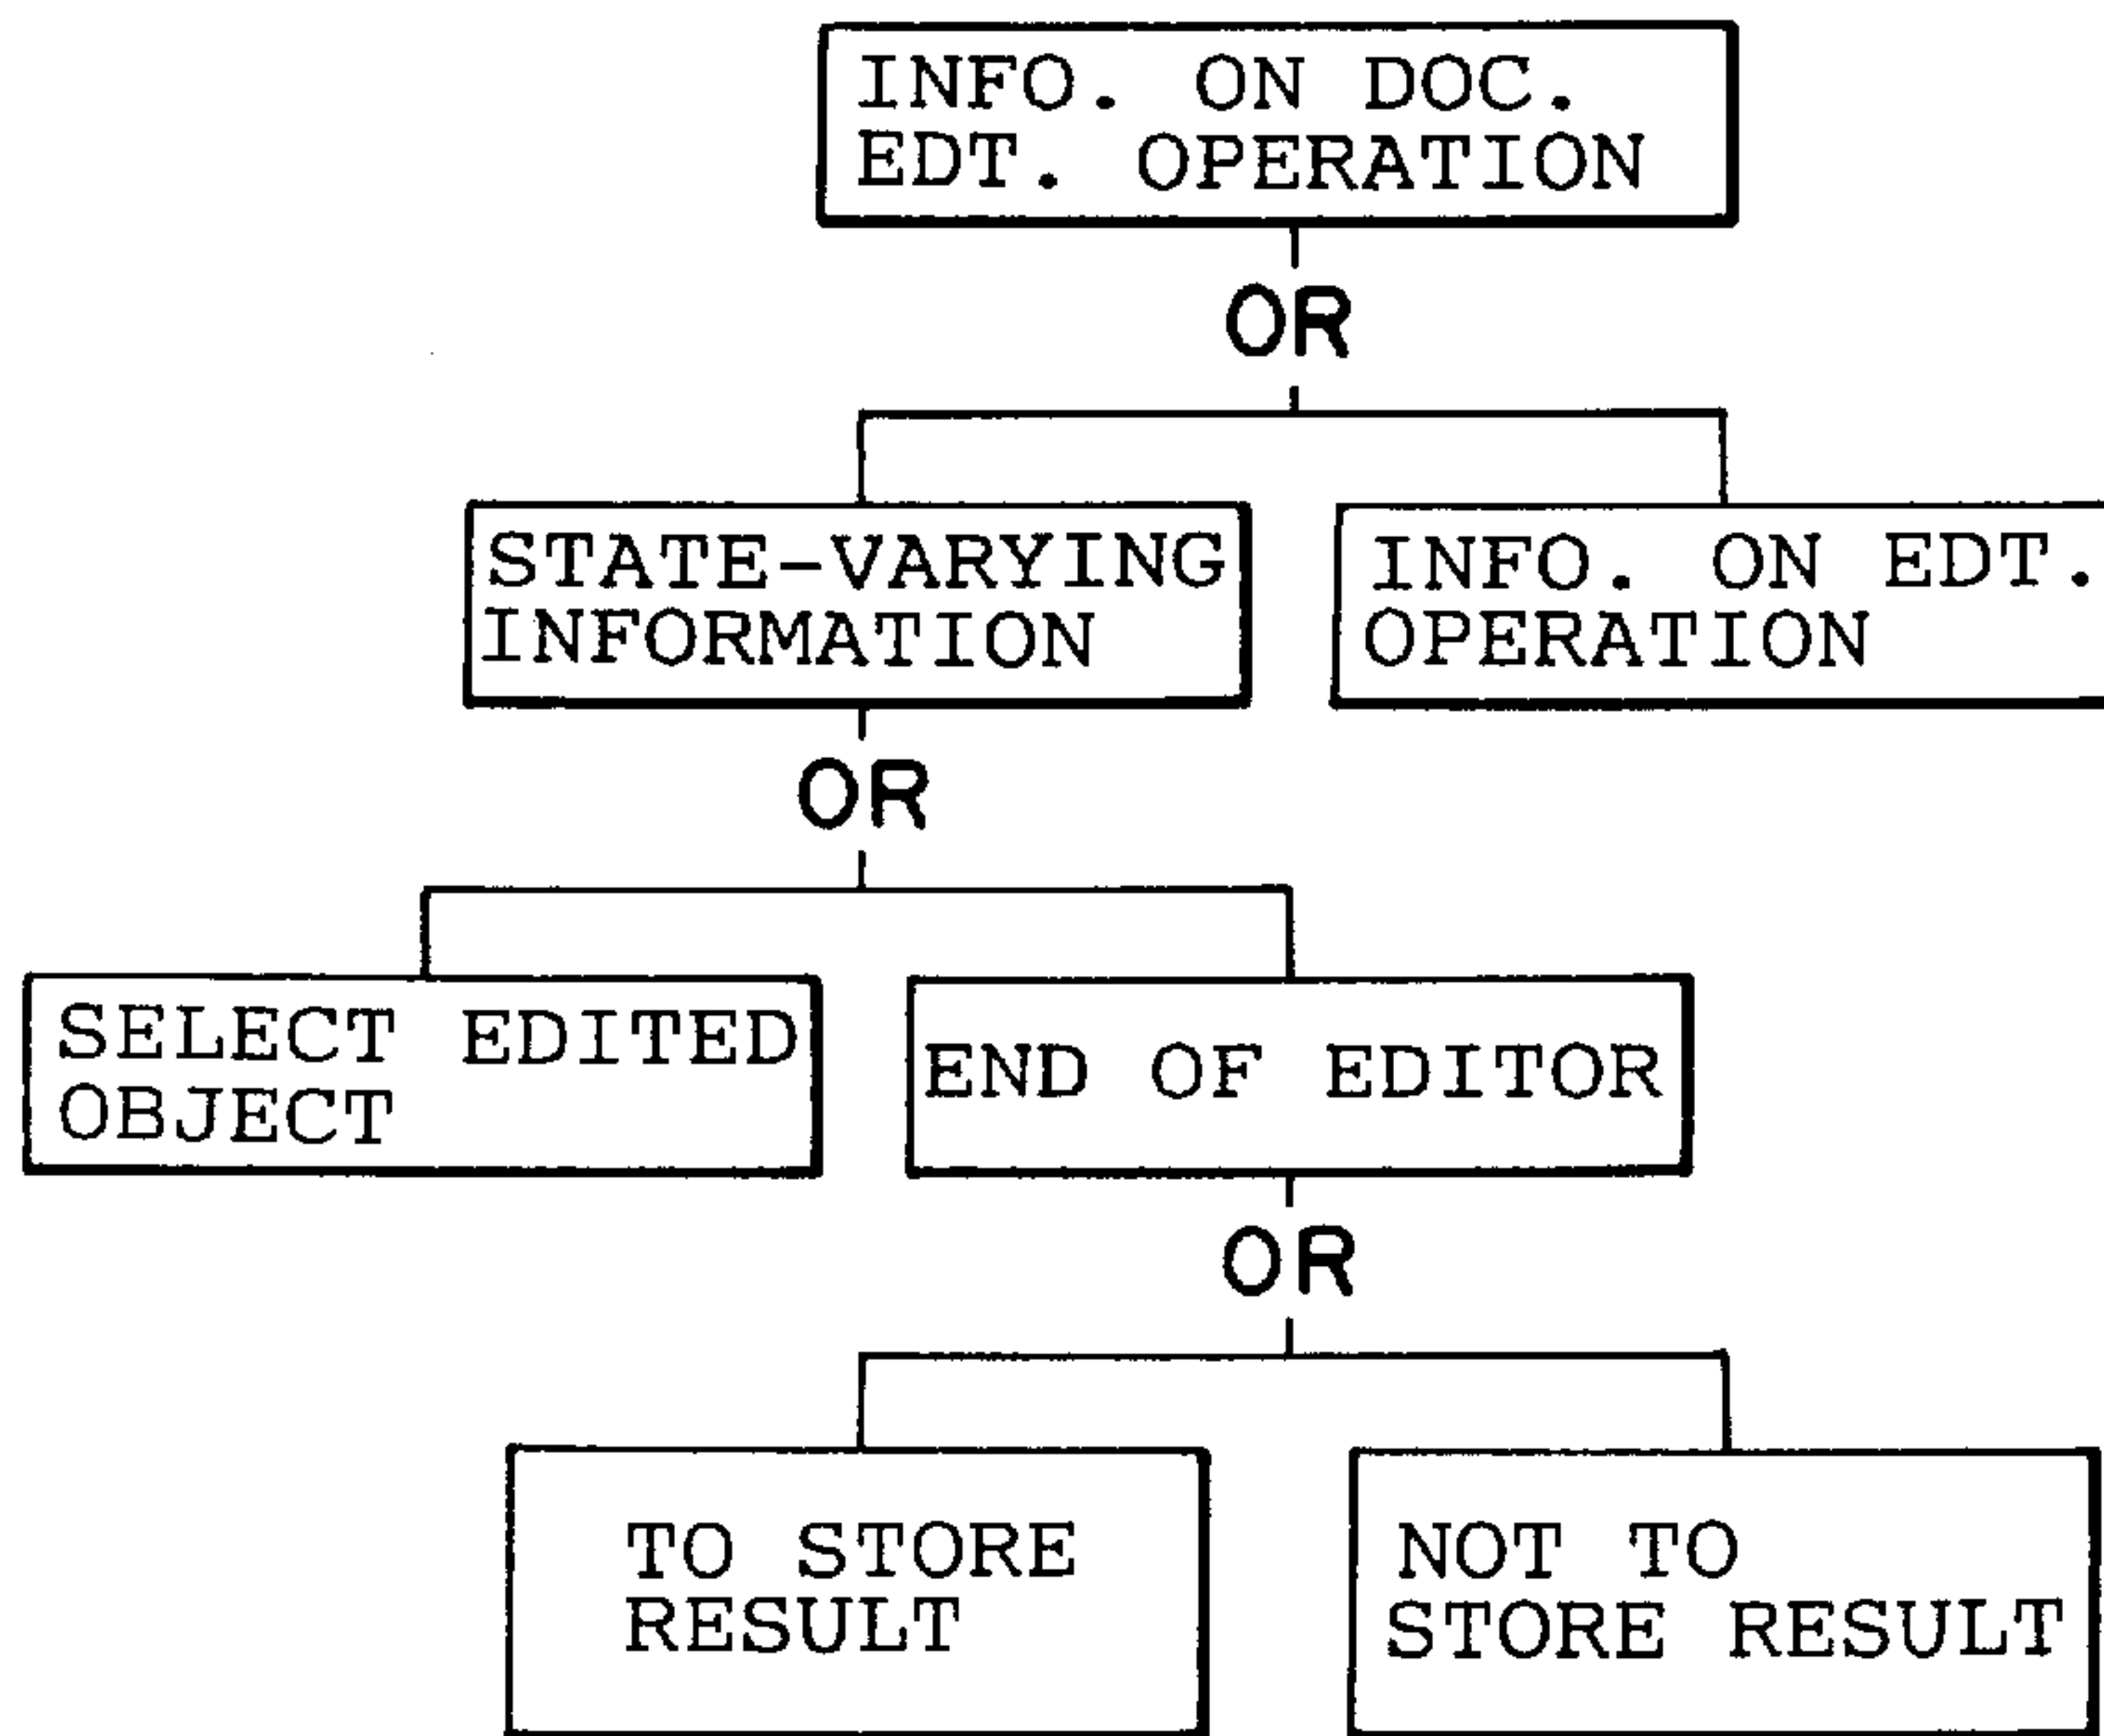 INFO. ON DOC.
EDT. OPERATION
OR
STATE-VARYING
INFORMATION
INFO. ON EDT.
OPERATION
OR
SELECT EDITED
OBJECT
END OF EDITOR
OR
TO STORE
RESULT
NOT TO
STORE RESULT